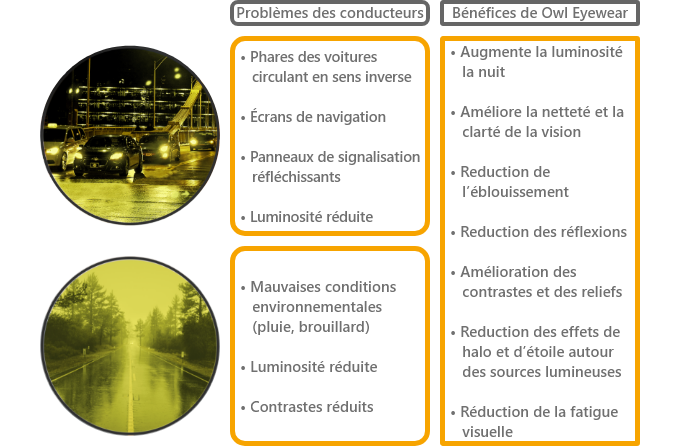 Problèmes des conducteurs
Bénéfices de Owl Eyewear
• Phares des voitures
circulant en sens inverse
• Écrans de navigation
• Panneaux de signalisation
réfléchissants
• Luminosité réduite
• Mauvaises conditions
environnementales
(pluie, brouillard)
• Luminosité réduite
• Contrastes réduits
• Augmente la luminosité
la nuit
• Améliore la netteté et la
clarté de la vision
• Reduction de
l’éblouissement
• Reduction des réflexions
• Amélioration des
contrastes et des reliefs
• Reduction des effets de
halo et d’étoile autour
des sources lumineuses
• Réduction de la fatigue
visuelle